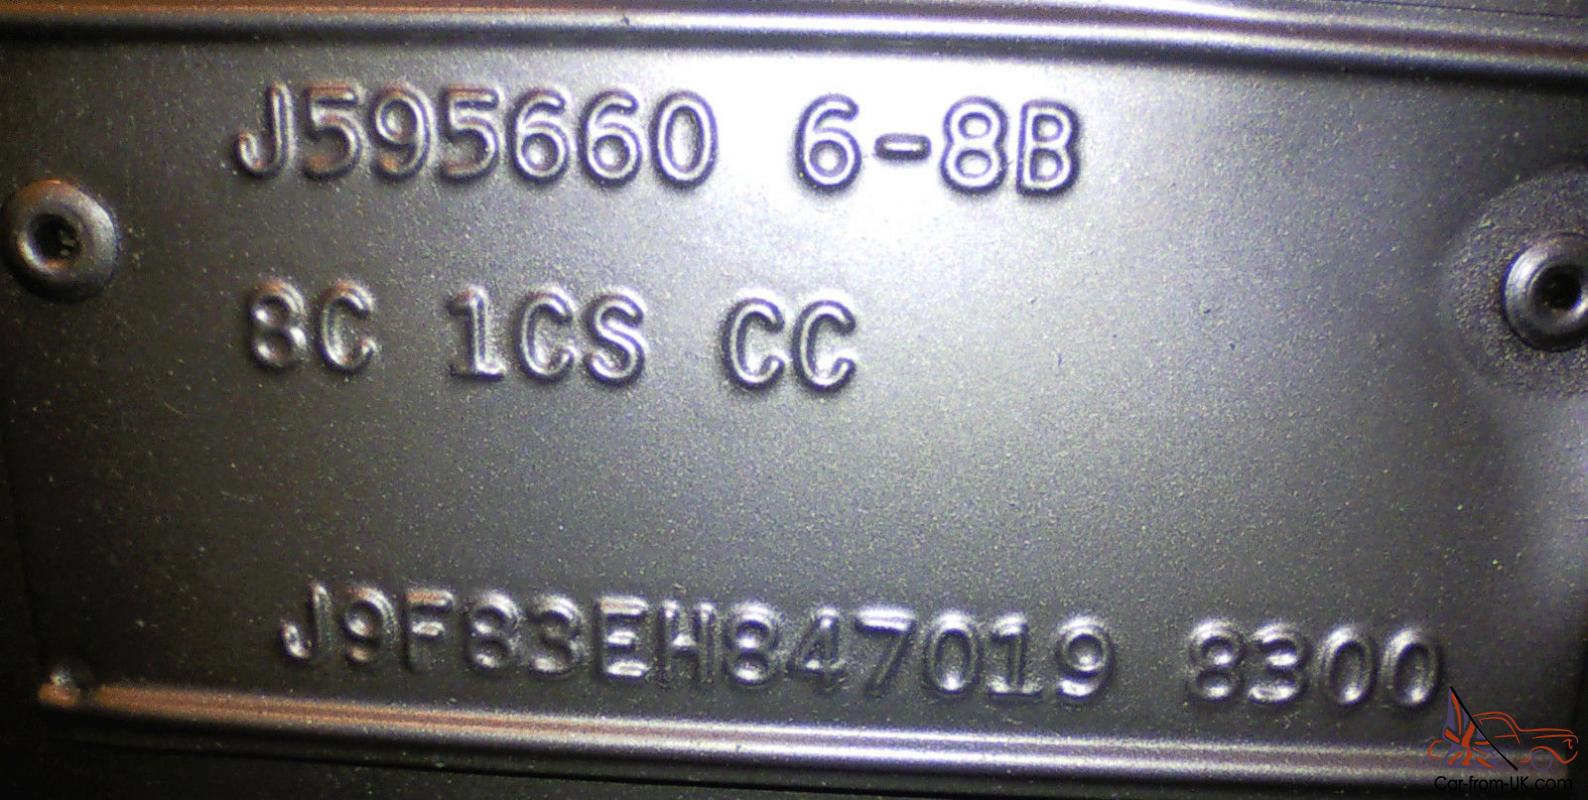 J595660 6-8B
8C 1CS CC
J9F83EH847019 8300
Car-from-UK.com